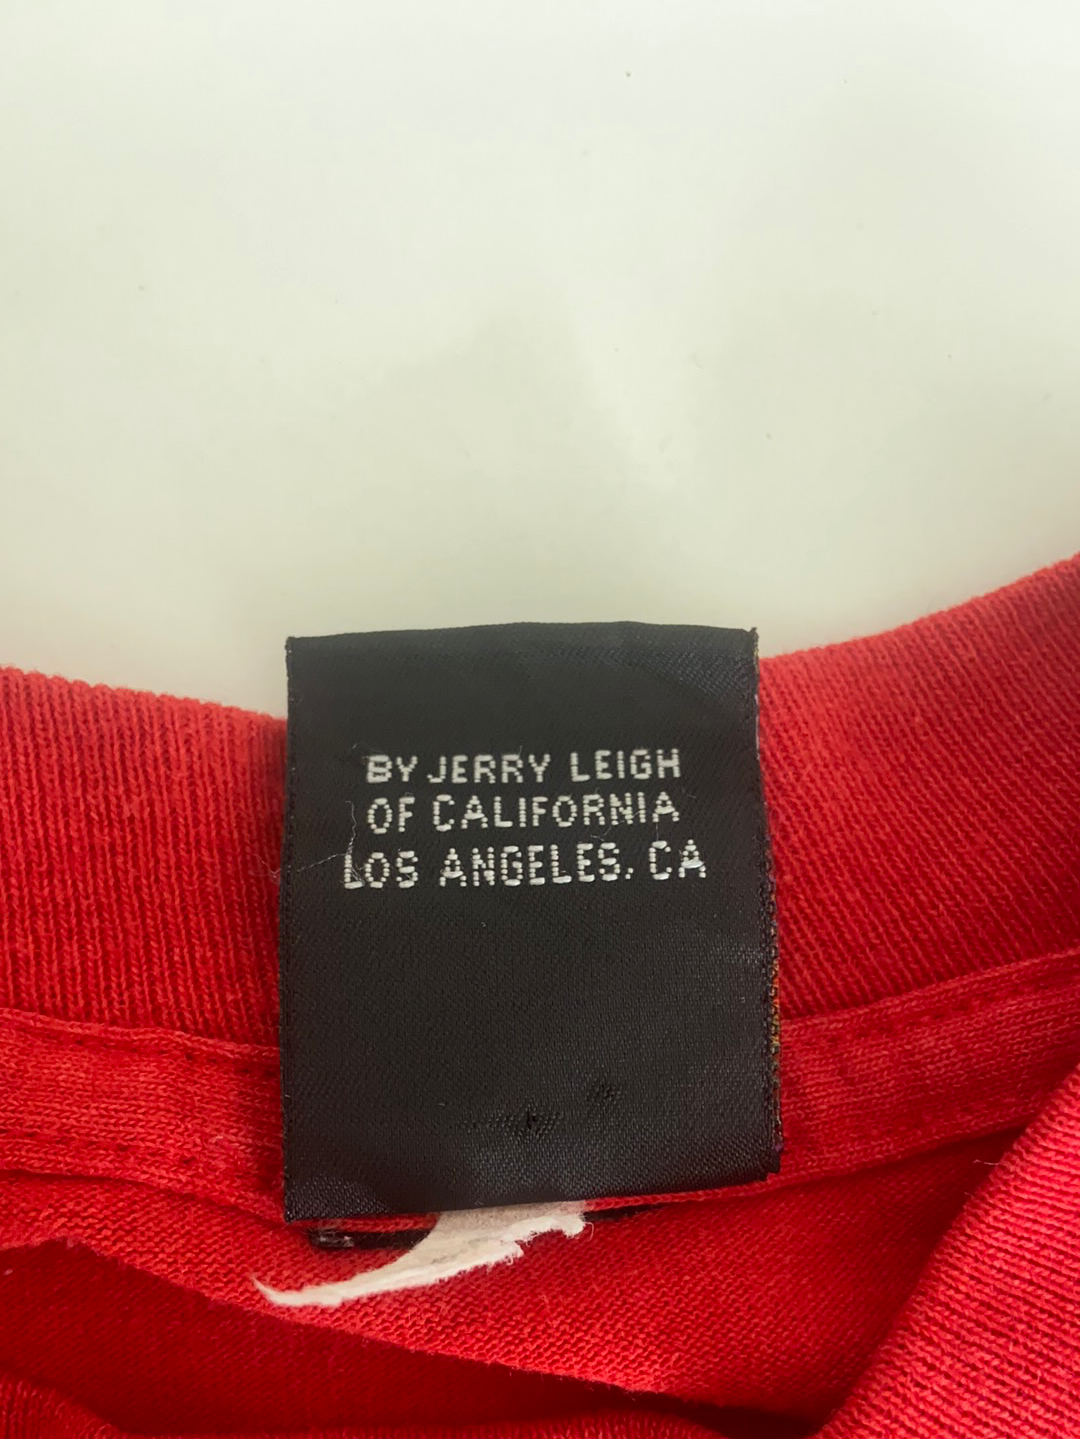 BY JERRY LEIGH
OF CALIFORNIA
LOS ANGELES, CA